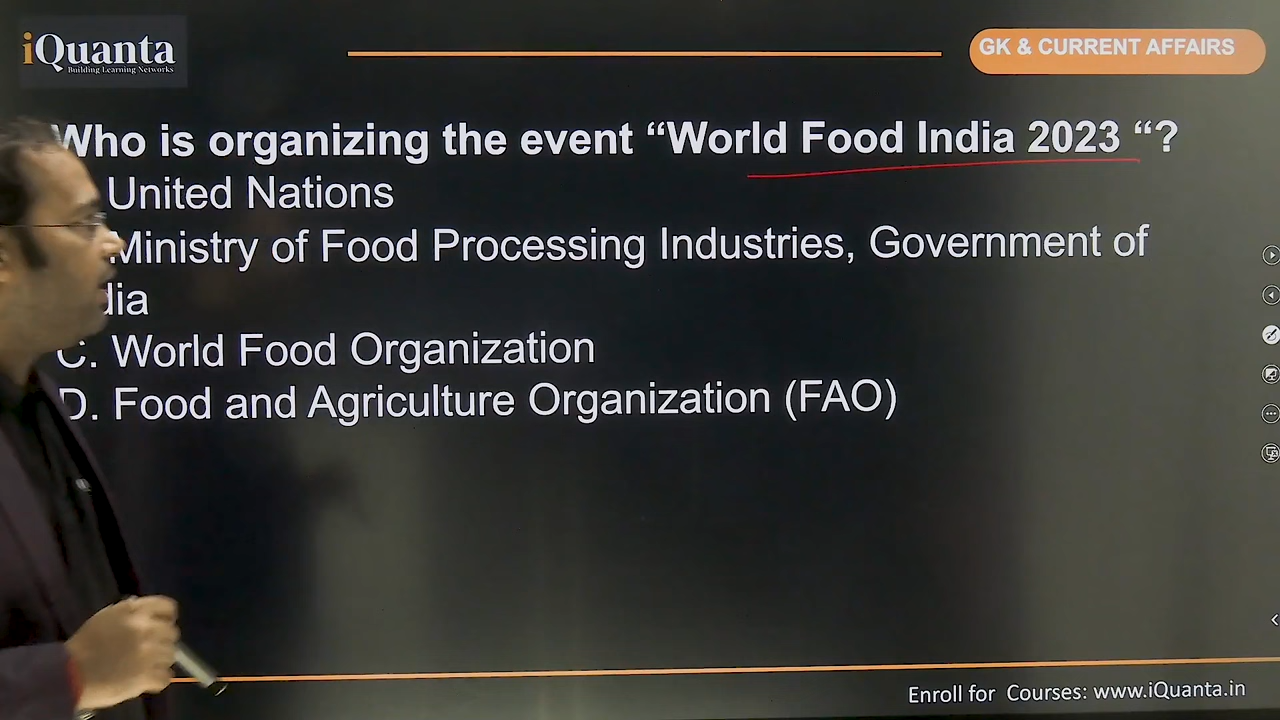 iQuanta
Building Learning Networks
GK & CURRENT AFFAIRS
Who is organizing the event “World Food India 2023 “?
United Nations
Ministry of Food Processing Industries, Government of
dia
C. World Food Organization
D. Food and Agriculture Organization (FAO)
Enroll for Courses: www.iQuanta.in